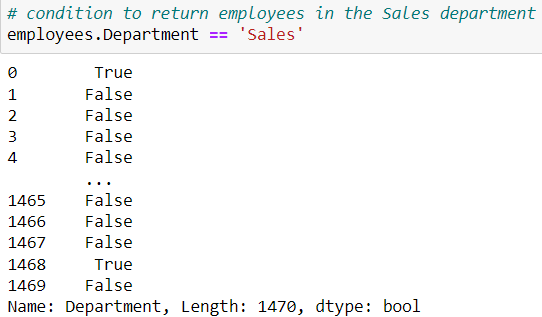 # condition to return employees in the Sales department
employees.Department == 'Sales'
0        True
1       False
2       False
3       False
4       False
        ...
1465    False
1466    False
1467    False
1468     True
1469    False
Name: Department, Length: 1470, dtype: bool